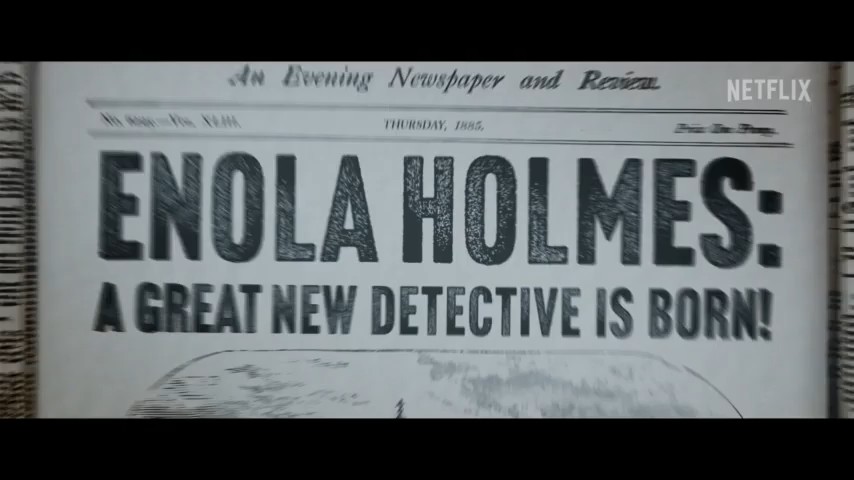 An Evening Newspaper and Review.
NETFLIX
THURSDAY, 1885.
ENOLA HOLMES:
A GREAT NEW DETECTIVE IS BORN!